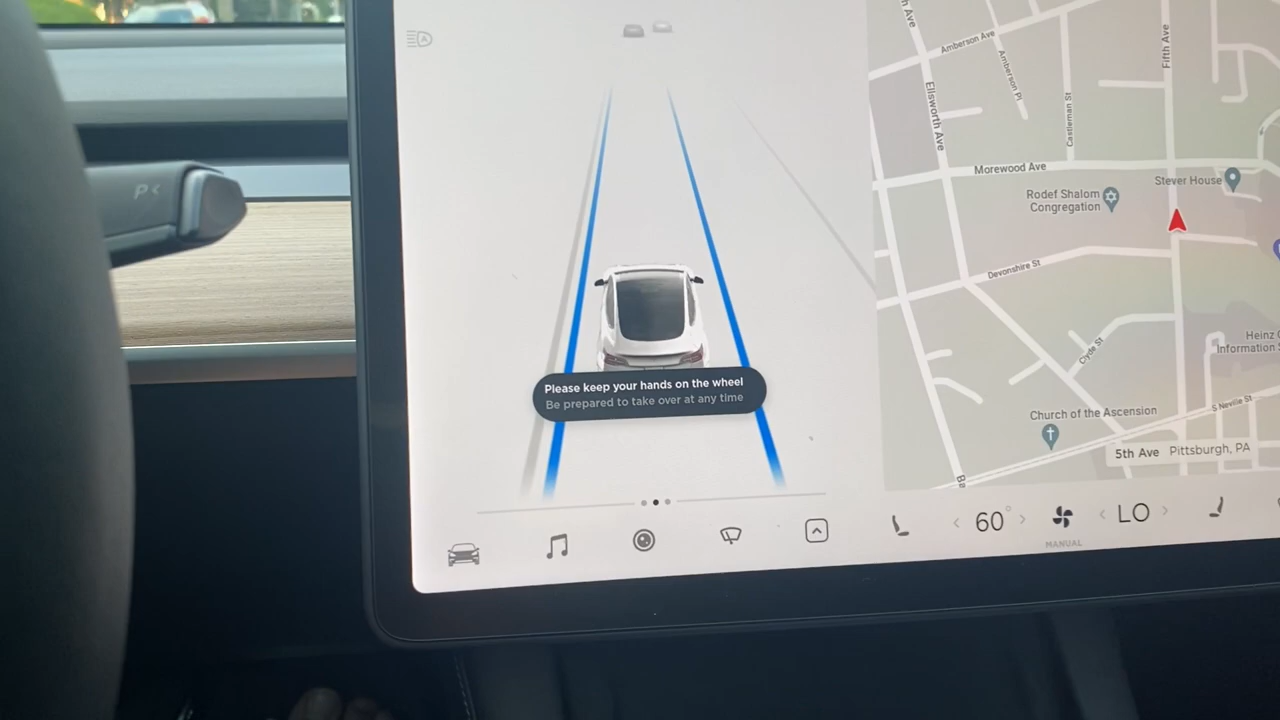 P<
A
Please keep your hands on the wheel
Be prepared to take over at any time
h Ave
Amberson Ave
Amberson Pl
Castleman St
Fifth Ave
Ellsworth Ave
Morewood Ave
Stever House
Rodef Shalom
Congregation
Devonshire St
Clyde St
Heinz
Information
S Neville St
Church of the Ascension
5th Ave Pittsburgh, PA
Ba
< 60° >
MANUAL
< LO >